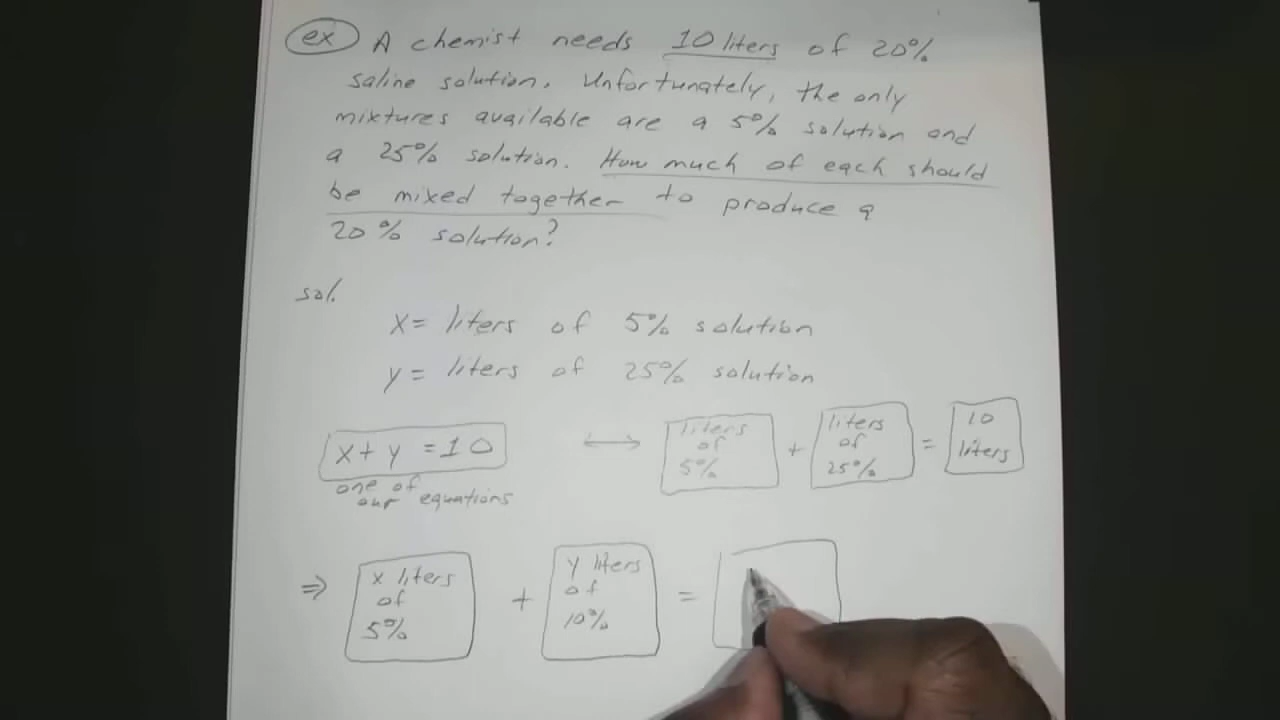 ex A chemist needs 10 liters of 20%
saline solution. Unfortunately, the only
mixtures available are a 5% solution and
a 25% solution. How much of each should
be mixed together to produce a
20% solution?
sol.
x = liters of 5% solution
y = liters of 25% solution
x + y = 10
one of
our equations
↔
liters
of
5%
+
liters
of
25%
=
10
liters
⇒
x liters
of
5%
+
y liters
of
10%
=